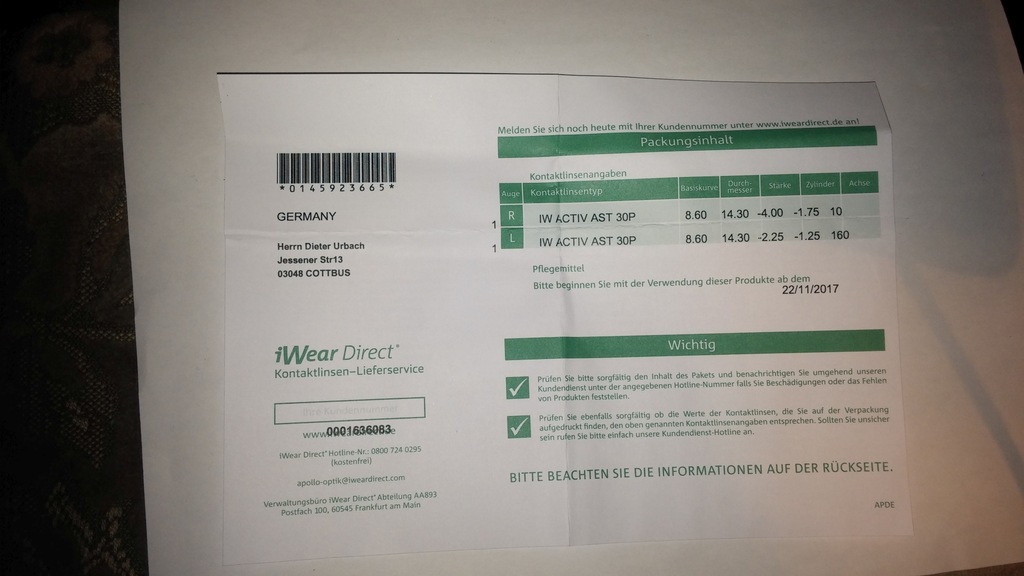 Melden Sie sich noch heute mit Ihrer Kundennummer unter www.iweardirect.de an!
Packungsinhalt
*0145923665*
GERMANY
Herrn Dieter Urbach
Jessener Str13
03048 COTTBUS
Kontaktlinsenangaben
Auge Kontaktlinsentyp Basiskurve Durch-messer Stärke Zylinder Achse
1 R IW ACTIV AST 30P 8.60 14.30 -4.00 -1.75 10
1 L IW ACTIV AST 30P 8.60 14.30 -2.25 -1.25 160
Pflegemittel
Bitte beginnen Sie mit der Verwendung dieser Produkte ab dem
22/11/2017
iWear Direct*
Kontaktlinsen-Lieferservice
Ihre Kundennummer
0001636083
iWear Direct* Hotline-Nr.: 0800 724 0295
(kostenfrei)
apollo-optik@iweardirect.com
Verwaltungsbüro iWear Direct* Abteilung AA893
Postfach 100, 60545 Frankfurt am Main
Wichtig
Prüfen Sie bitte sorgfältig den Inhalt des Pakets und benachrichtigen Sie umgehend unseren
Kundendienst unter der angegebenen Hotline-Nummer falls Sie Beschädigungen oder das Fehlen
von Produkten feststellen.
Prüfen Sie ebenfalls sorgfältig ob die Werte der Kontaktlinsen, die Sie auf der Verpackung
aufgedruckt finden, den oben genannten Kontaktlinsenangaben entsprechen. Sollten Sie unsicher
sein rufen Sie bitte einfach unsere Kundendienst-Hotline an.
BITTE BEACHTEN SIE DIE INFORMATIONEN AUF DER RÜCKSEITE.
APDE